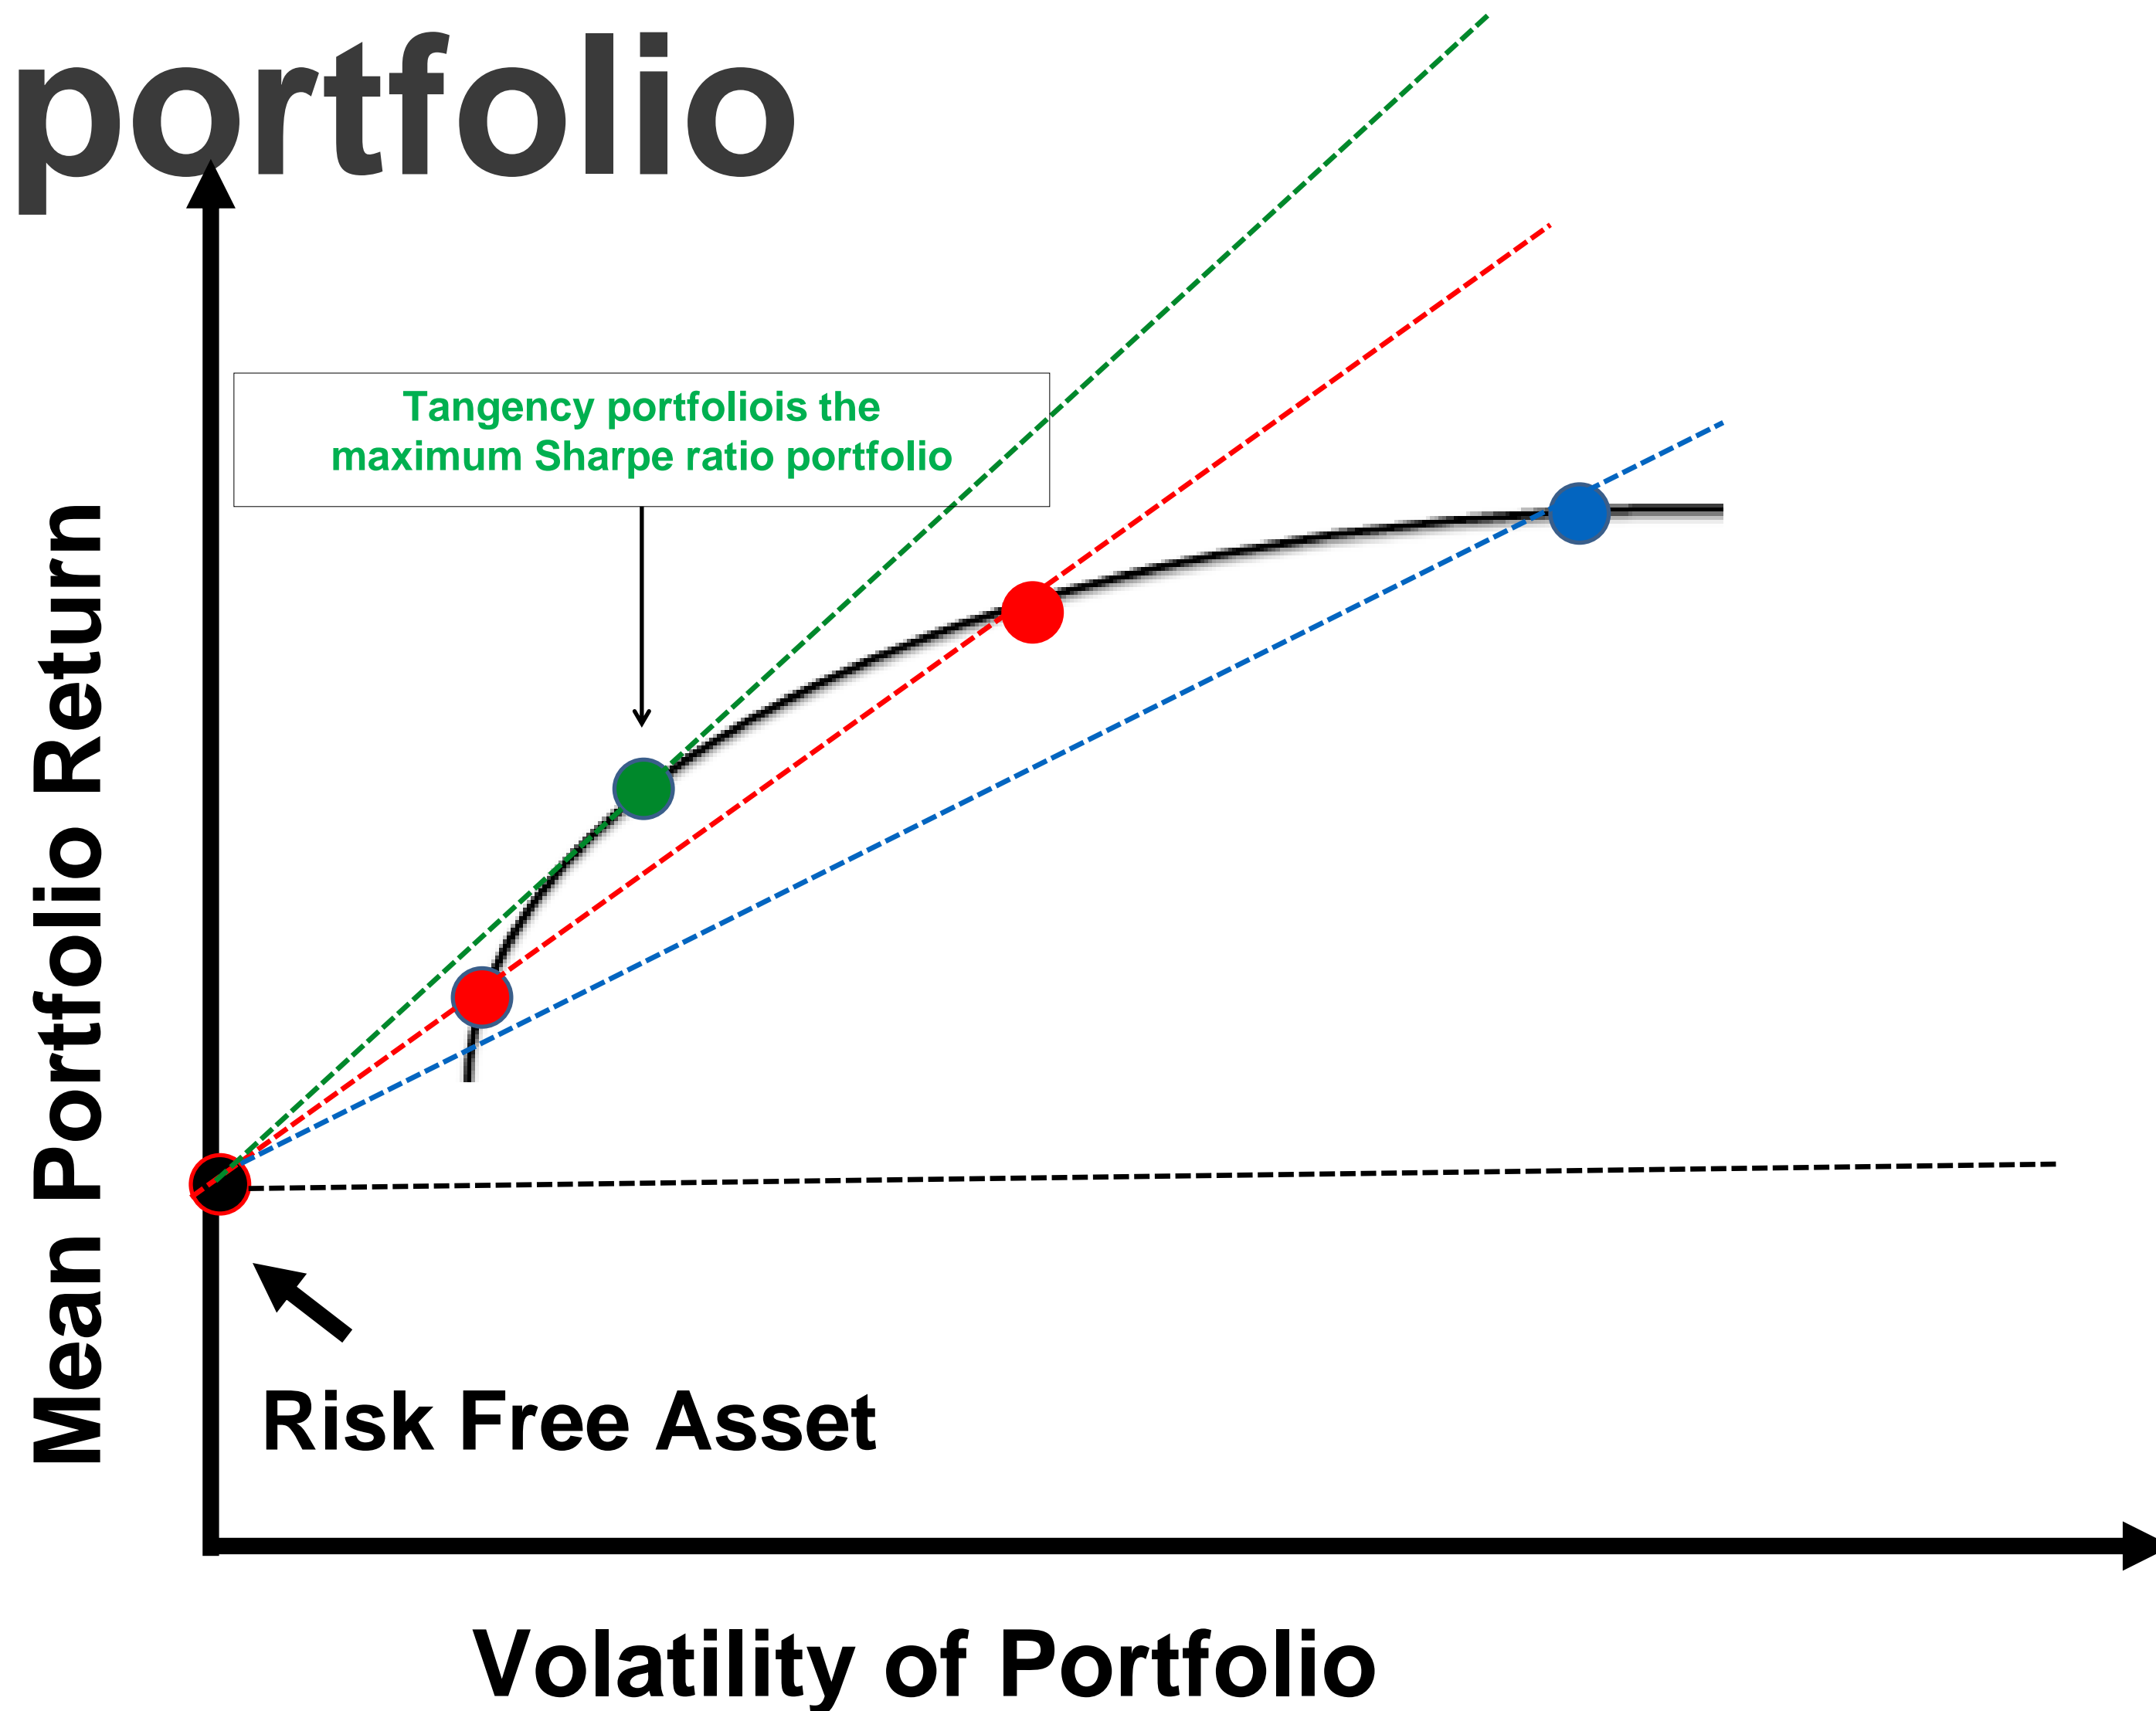 portfolio
Tangency portfoliois the
maximum Sharpe ratio portfolio
Mean Portfolio Return
Risk Free Asset
Volatility of Portfolio